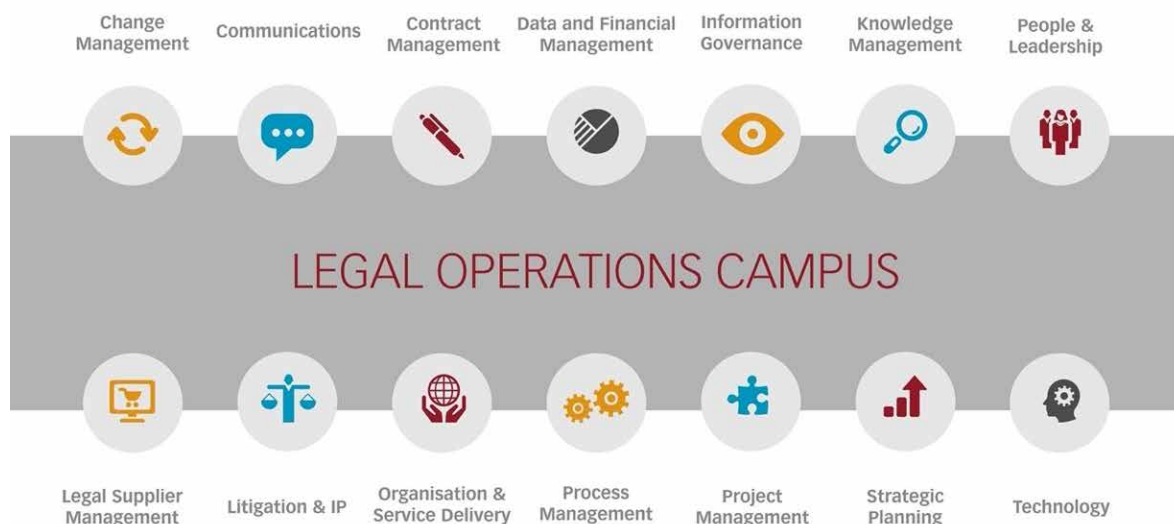 Change
Management
Communications
Contract
Management
Data and Financial
Management
Information
Governance
Knowledge
Management
People &
Leadership
LEGAL OPERATIONS CAMPUS
Legal Supplier
Management
Litigation & IP
Organisation &
Service Delivery
Process
Management
Project
Management
Strategic
Planning
Technology